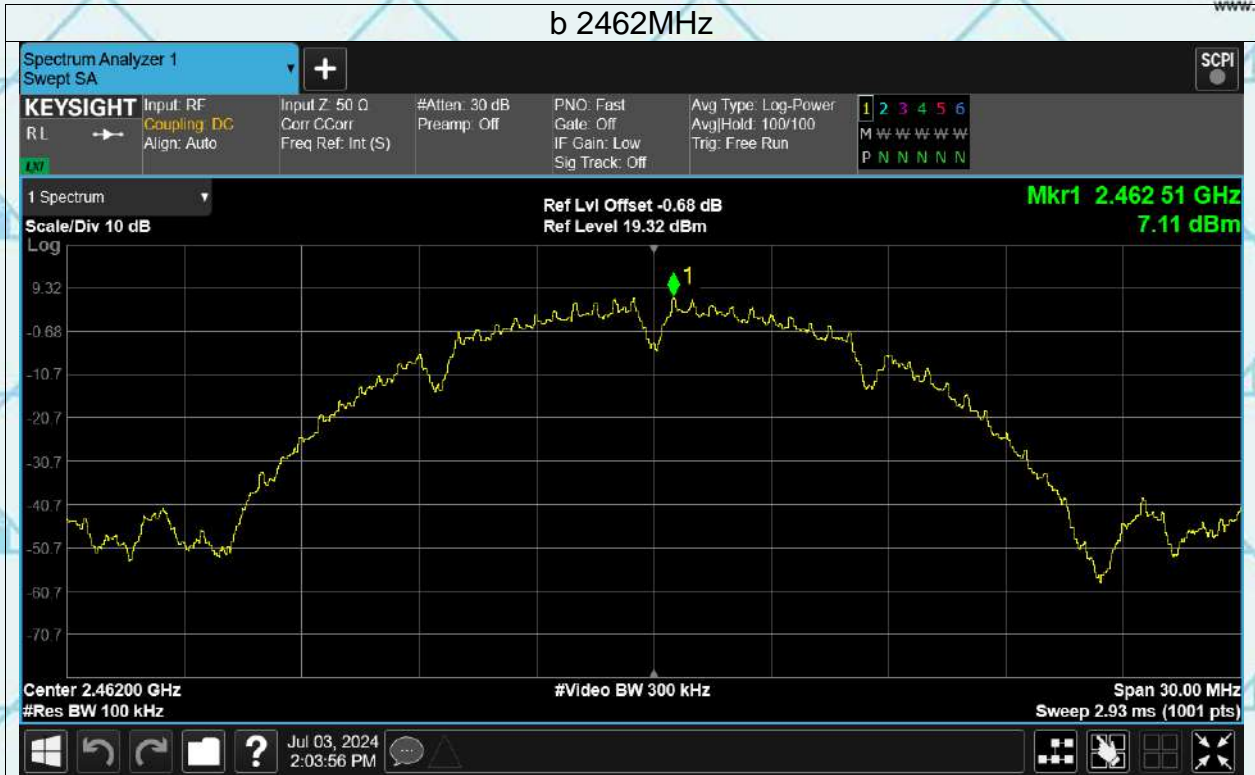 www.
b 2462MHz
Spectrum Analyzer 1
Swept SA
+
SCPI
KEYSIGHT
RL
LXI
Input: RF
Coupling: DC
Align: Auto
Input Z: 50 Ω
Corr CCorr
Freq Ref: Int (S)
#Atten: 30 dB
Preamp: Off
PNO: Fast
Gate: Off
IF Gain: Low
Sig Track: Off
Avg Type: Log-Power
Avg|Hold: 100/100
Trig: Free Run
1 2 3 4 5 6
M W W W W W
P N N N N N
1 Spectrum
Scale/Div 10 dB
Log
Ref Lvl Offset -0.68 dB
Ref Level 19.32 dBm
Mkr1 2.462 51 GHz
7.11 dBm
1
9.32
-0.68
-10.7
-20.7
-30.7
-40.7
-50.7
-60.7
-70.7
Center 2.46200 GHz
#Res BW 100 kHz
#Video BW 300 kHz
Span 30.00 MHz
Sweep 2.93 ms (1001 pts)
?
Jul 03, 2024
2:03:56 PM